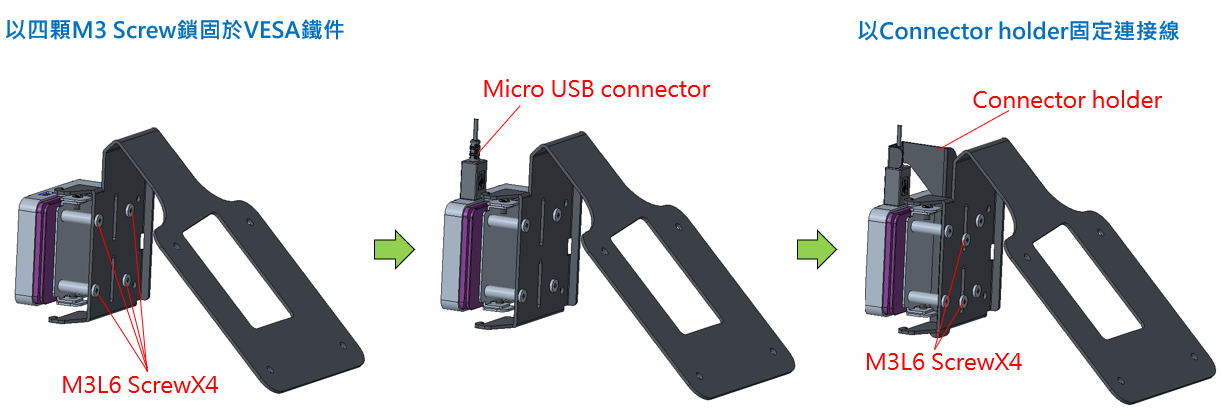 以四顆M3 Screw鎖固於VESA鐵件
以Connector holder固定連接線
Micro USB connector
Connector holder
M3L6 ScrewX4
M3L6 ScrewX4